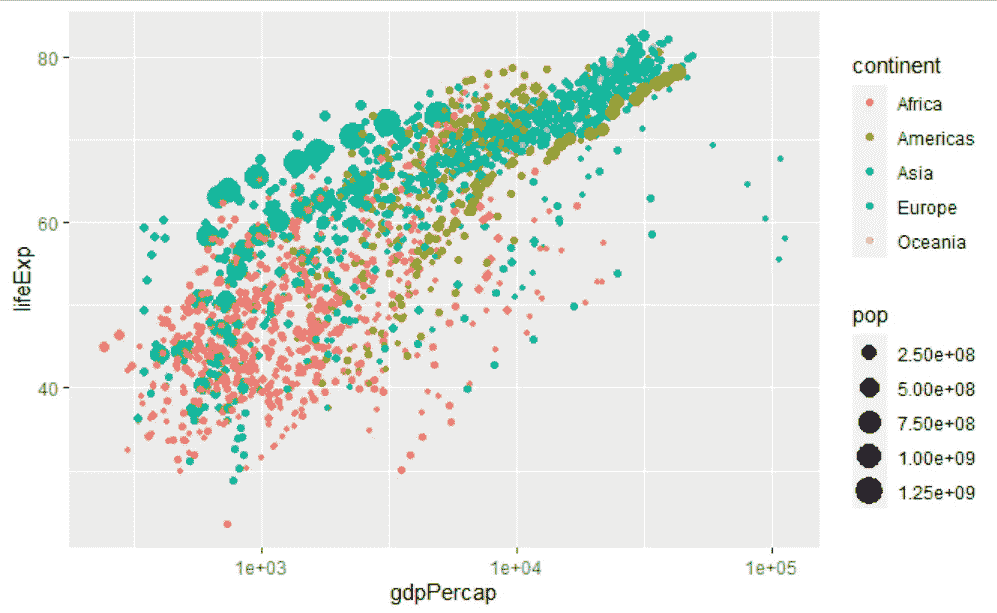 80
60
40
lifeExp
1e+03
1e+04
1e+05
gdpPercap
continent
Africa
Americas
Asia
Europe
Oceania
pop
2.50e+08
5.00e+08
7.50e+08
1.00e+09
1.25e+09